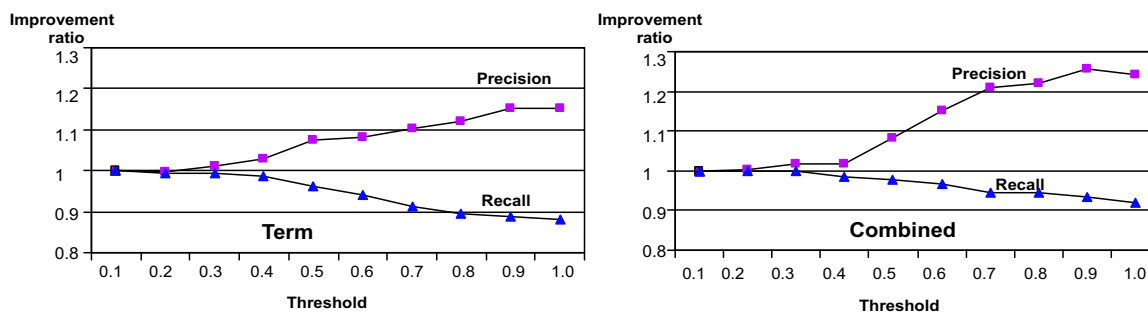 Improvement
ratio
1.3
1.2
1.1
1
0.9
0.8
Precision
Recall
Term
0.1 0.2 0.3 0.4 0.5 0.6 0.7 0.8 0.9 1.0
Threshold
Improvement
ratio
1.3
1.2
1.1
1
0.9
0.8
Precision
Recall
Combined
0.1 0.2 0.3 0.4 0.5 0.6 0.7 0.8 0.9 1.0
Threshold